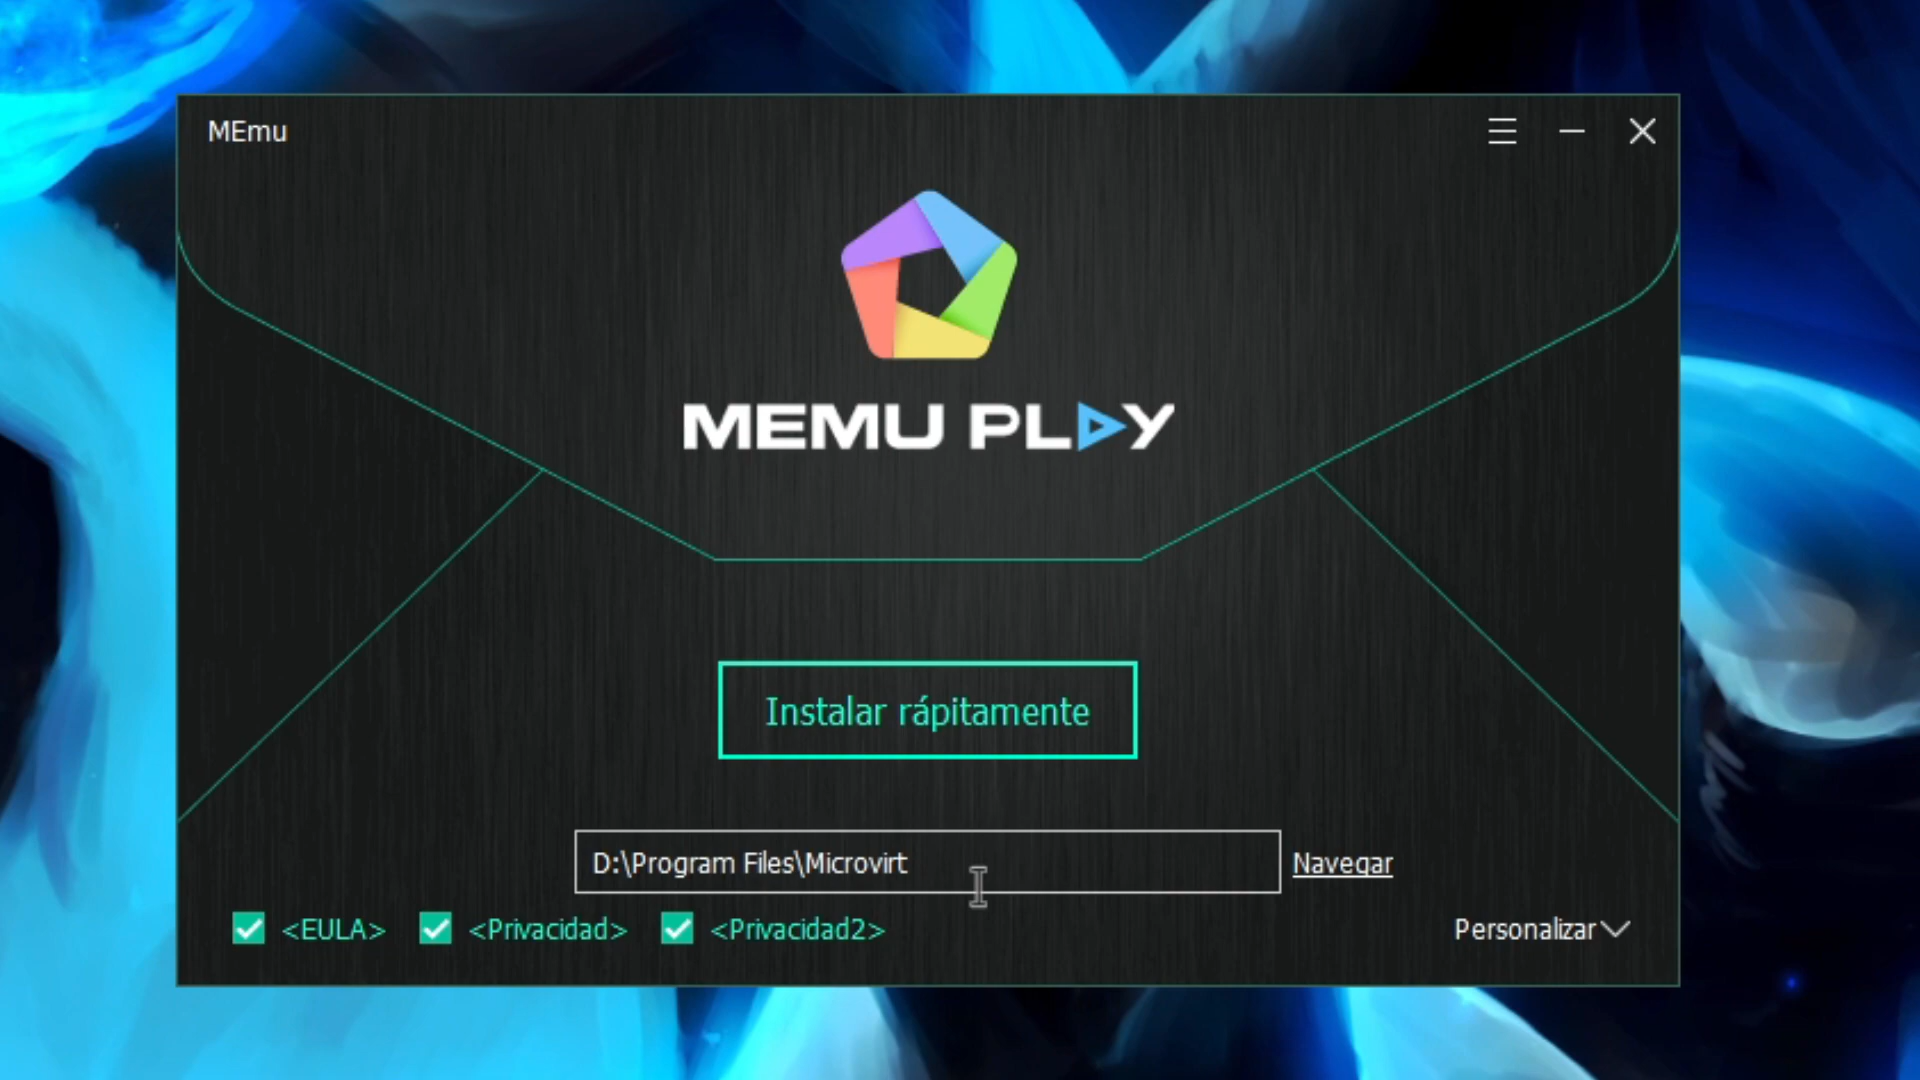 MEmu
MEMU PLAY
Instalar rápitamente
D:\Program Files\Microvirt
Navegar
<EULA>
<Privacidad>
<Privacidad2>
Personalizar